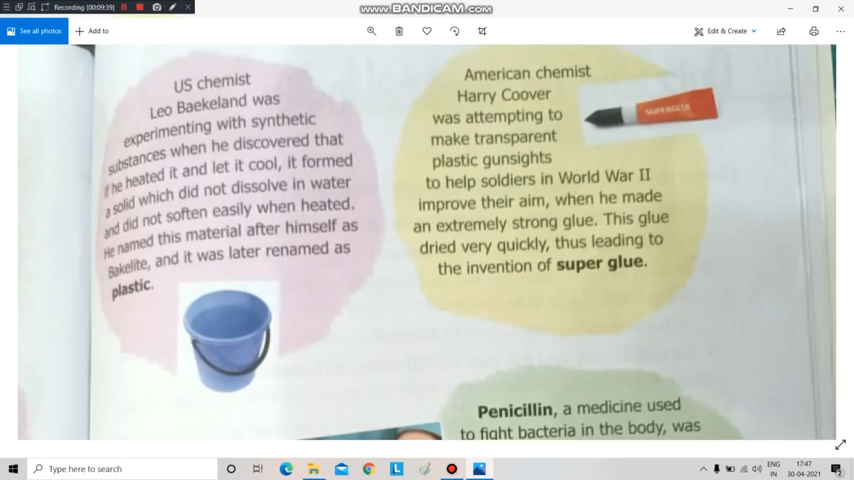 Recording [00:09:39]
www.BANDICAM.com
See all photos
Add to
Edit & Create
US chemist
Leo Baekeland was
experimenting with synthetic
substances when he discovered that
if he heated it and let it cool, it formed
a solid which did not dissolve in water
and did not soften easily when heated.
He named this material after himself as
Bakelite, and it was later renamed as
plastic.
American chemist
Harry Coover
was attempting to
make transparent
plastic gunsights
to help soldiers in World War II
improve their aim, when he made
an extremely strong glue. This glue
dried very quickly, thus leading to
the invention of super glue.
SUPERGLUE
Penicillin, a medicine used
to fight bacteria in the body, was
Type here to search
L
ENG
IN
17:47
30-04-2021
2